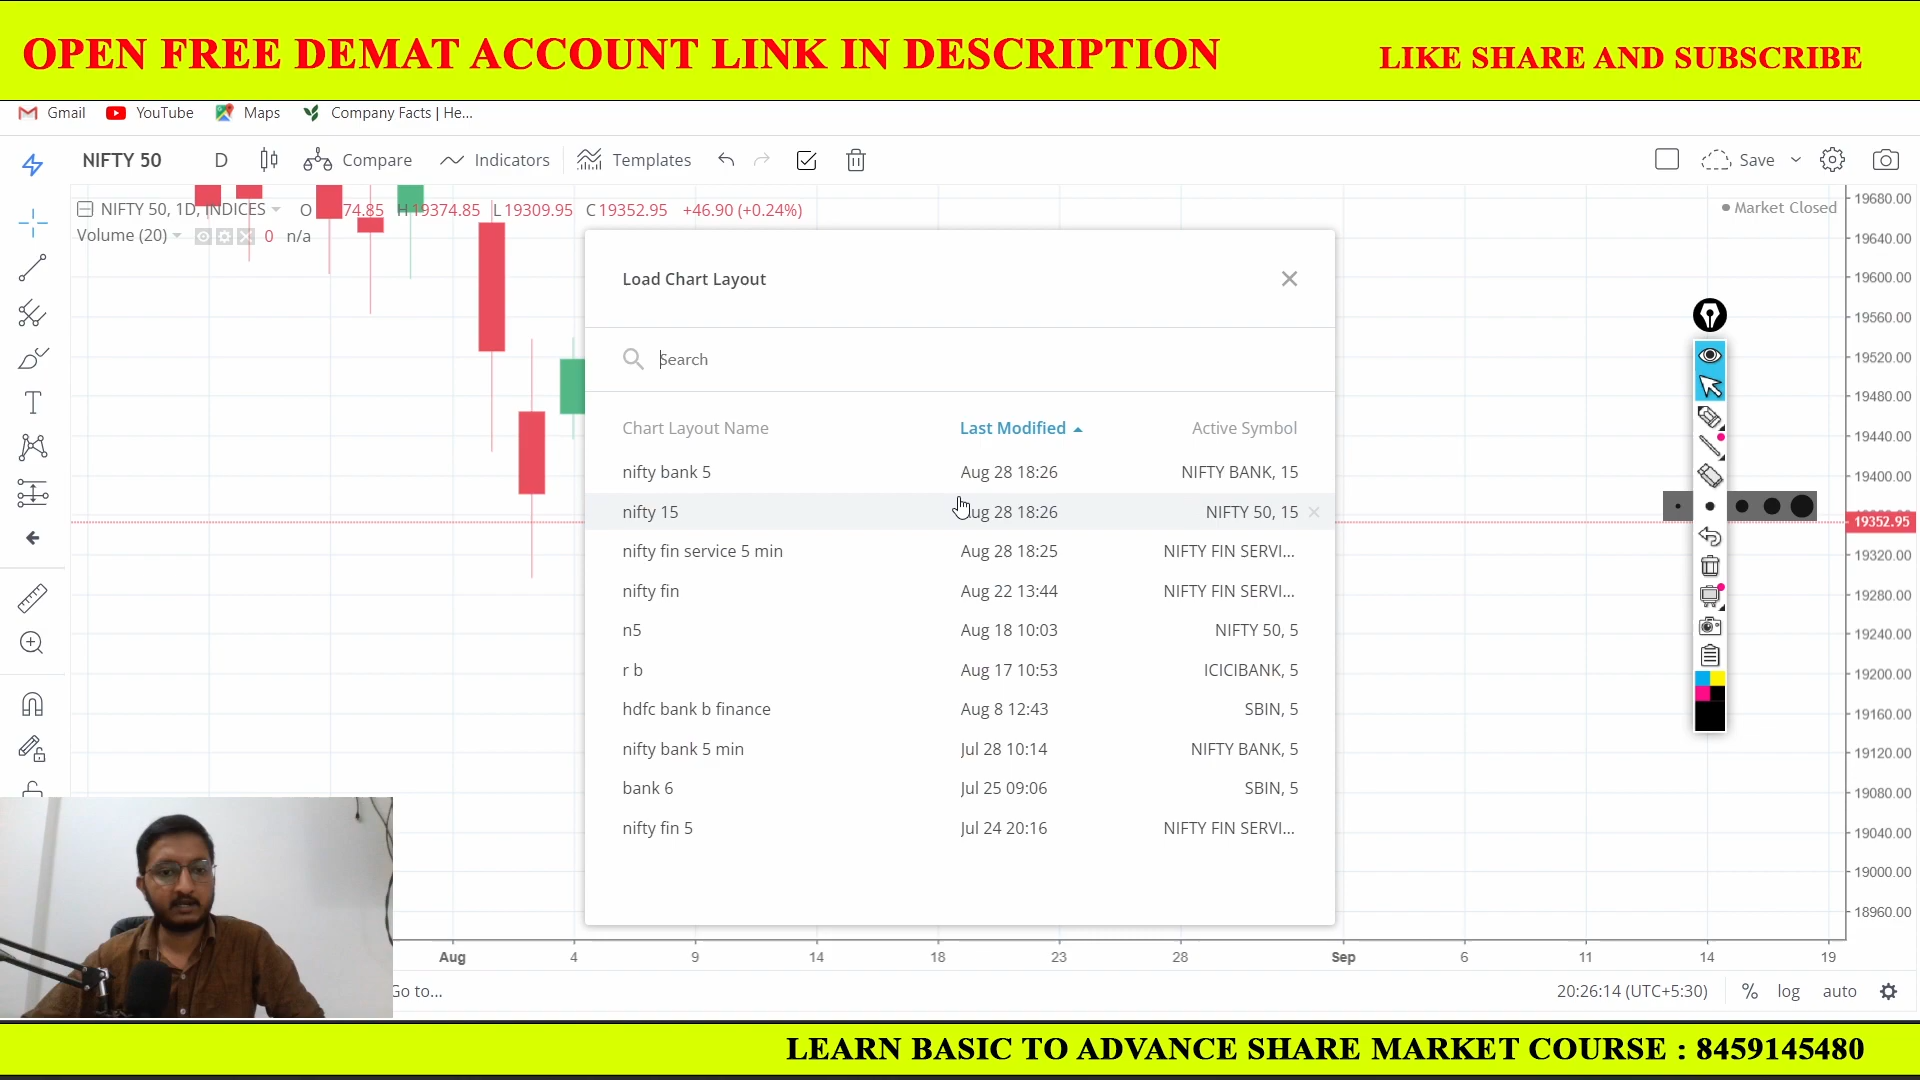 OPEN FREE DEMAT ACCOUNT LINK IN DESCRIPTION LIKE SHARE AND SUBSCRIBE
Gmail YouTube Maps Company Facts | He...
NIFTY 50 D Compare Indicators Templates Save
NIFTY 50, 1D, INDICES O 74.85 H19374.85 L19309.95 C19352.95 +46.90 (+0.24%)
Market Closed
Volume (20) 0 n/a
Load Chart Layout
Search
Chart Layout Name Last Modified Active Symbol
nifty bank 5 Aug 28 18:26 NIFTY BANK, 15
nifty 15 Aug 28 18:26 NIFTY 50, 15
nifty fin service 5 min Aug 28 18:25 NIFTY FIN SERVI...
nifty fin Aug 22 13:44 NIFTY FIN SERVI...
n5 Aug 18 10:03 NIFTY 50, 5
r b Aug 17 10:53 ICICIBANK, 5
hdfc bank b finance Aug 8 12:43 SBIN, 5
nifty bank 5 min Jul 28 10:14 NIFTY BANK, 5
bank 6 Jul 25 09:06 SBIN, 5
nifty fin 5 Jul 24 20:16 NIFTY FIN SERVI...
19680.00
19640.00
19600.00
19560.00
19520.00
19480.00
19440.00
19400.00
19352.95
19320.00
19280.00
19240.00
19200.00
19160.00
19120.00
19080.00
19040.00
19000.00
18960.00
Aug 4 9 14 18 23 28 Sep 6 11 14 19
Go to... 20:26:14 (UTC+5:30) % log auto
LEARN BASIC TO ADVANCE SHARE MARKET COURSE : 8459145480